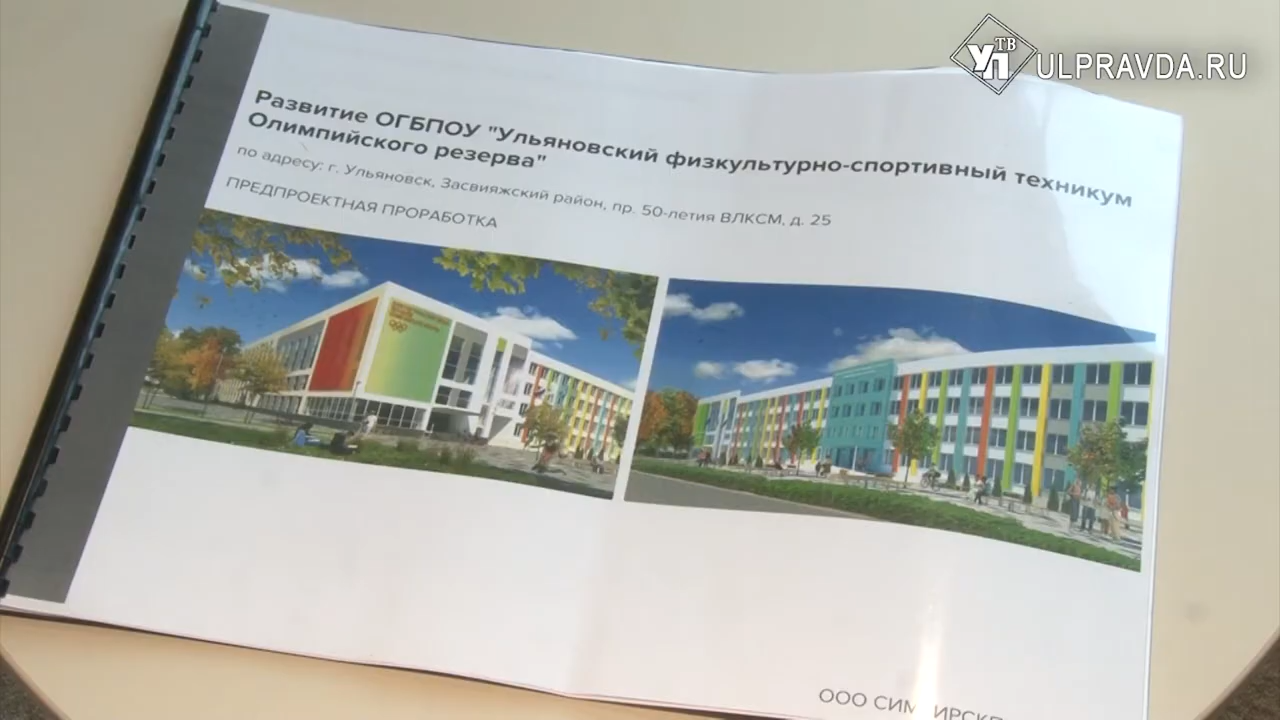 ТВ
УП
ULPRAVDA.RU
Развитие ОГБПОУ "Ульяновский физкультурно-спортивный техникум
Олимпийского резерва"
по адресу: г. Ульяновск, Засвияжский район, пр. 50-летия ВЛКСМ, д. 25
ПРЕДПРОЕКТНАЯ ПРОРАБОТКА
ООО